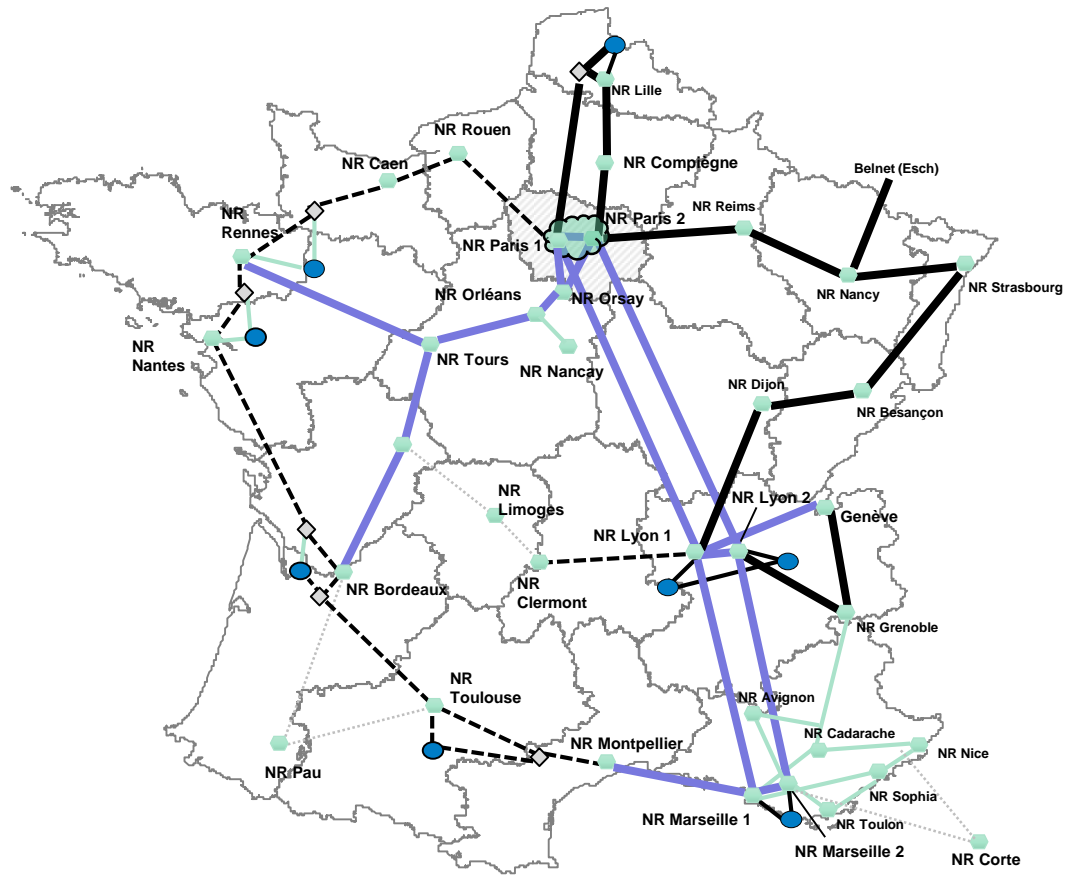 NR Lille
NR Rouen
NR Caen
NR Compiègne
Belnet (Esch)
NR
Rennes
NR Paris 2
NR Reims
NR Paris 1
NR Strasbourg
NR Nancy
NR Orléans
NR Orsay
NR
Nantes
NR Tours
NR Nancay
NR Dijon
NR Besançon
NR
Limoges
NR Lyon 2
Genève
NR Lyon 1
NR Bordeaux
NR
Clermont
NR Grenoble
NR
Toulouse
NR Avignon
NR Cadarache
NR Montpellier
NR Nice
NR Pau
NR Sophia
NR Marseille 1
NR Toulon
NR Marseille 2
NR Corte